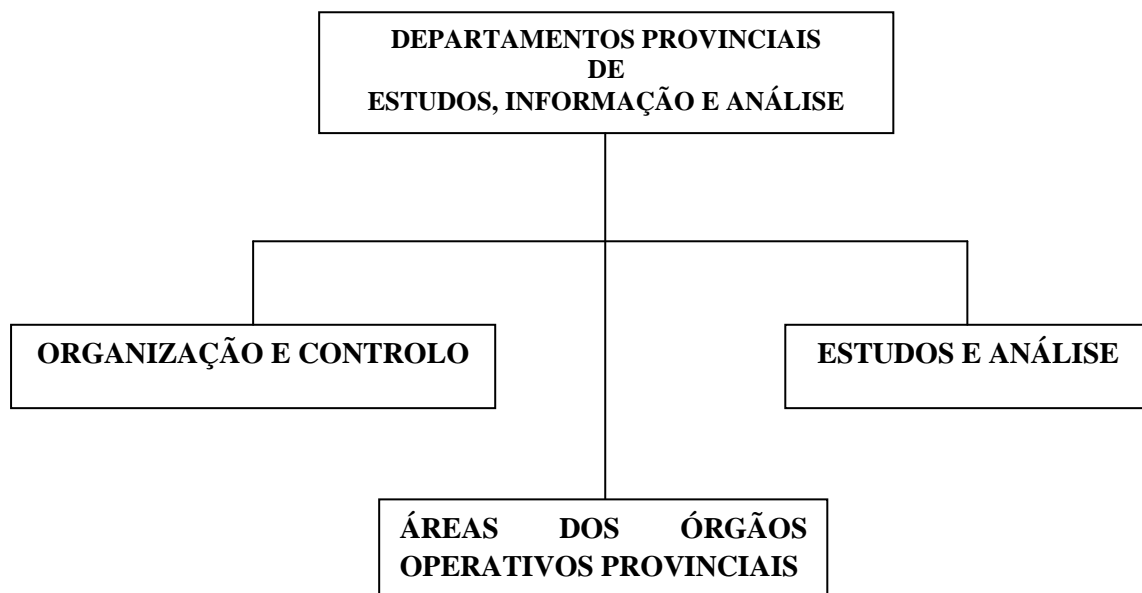 DEPARTAMENTOS PROVINCIAIS
DE
ESTUDOS, INFORMAÇÃO E ANÁLISE
ORGANIZAÇÃO E CONTROLO
ESTUDOS E ANÁLISE
ÁREAS DOS ÓRGÃOS
OPERATIVOS PROVINCIAIS